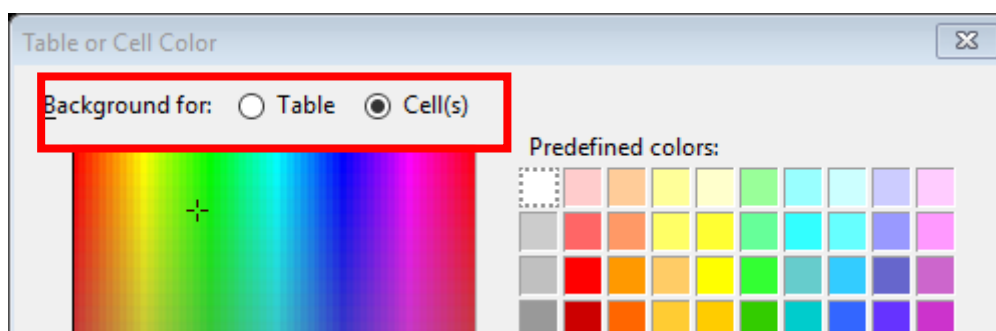 Table or Cell Color
Background for: Table Cell(s)
Predefined colors: